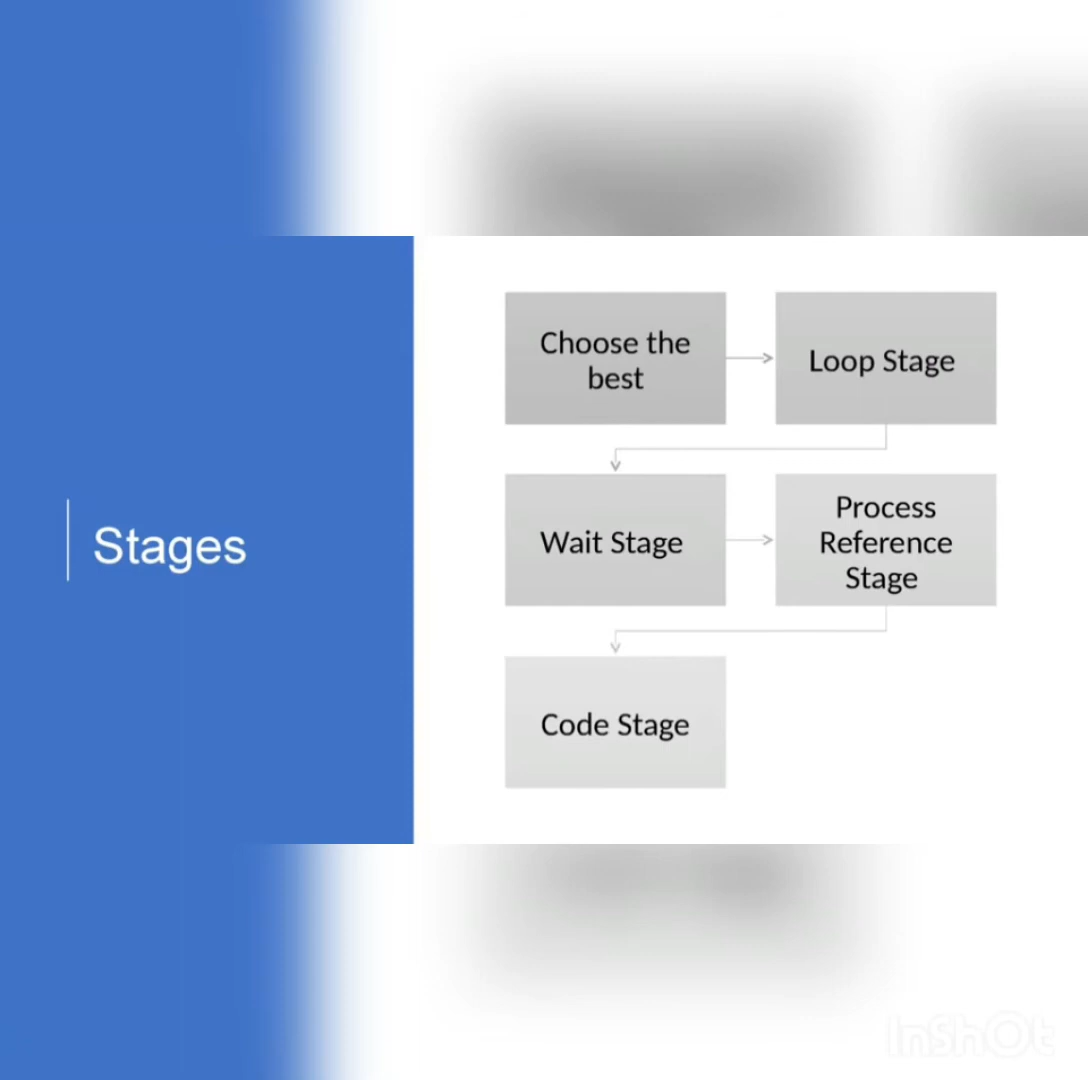 Stages
Choose the
best
Loop Stage
Wait Stage
Process
Reference
Stage
Code Stage
InShOt